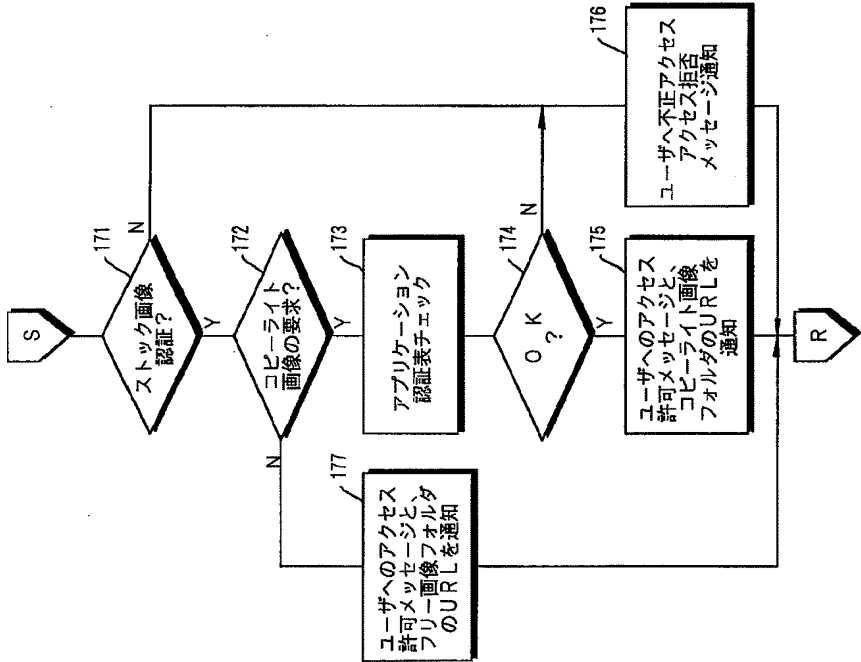 S
171
ストック画像
認証?
N
Y
172
コピーライト
画像の要求?
N
Y
173
アプリケーション
認証表チェック
174
OK
?
N
Y
175
ユーザへのアクセス
許可メッセージと、
コピーライト画像
フォルダのURLを
通知
176
ユーザへ不正アクセス
アクセス拒否
メッセージ通知
177
ユーザへのアクセス
許可メッセージと、
フリー画像フォルダ
のURLを通知
R